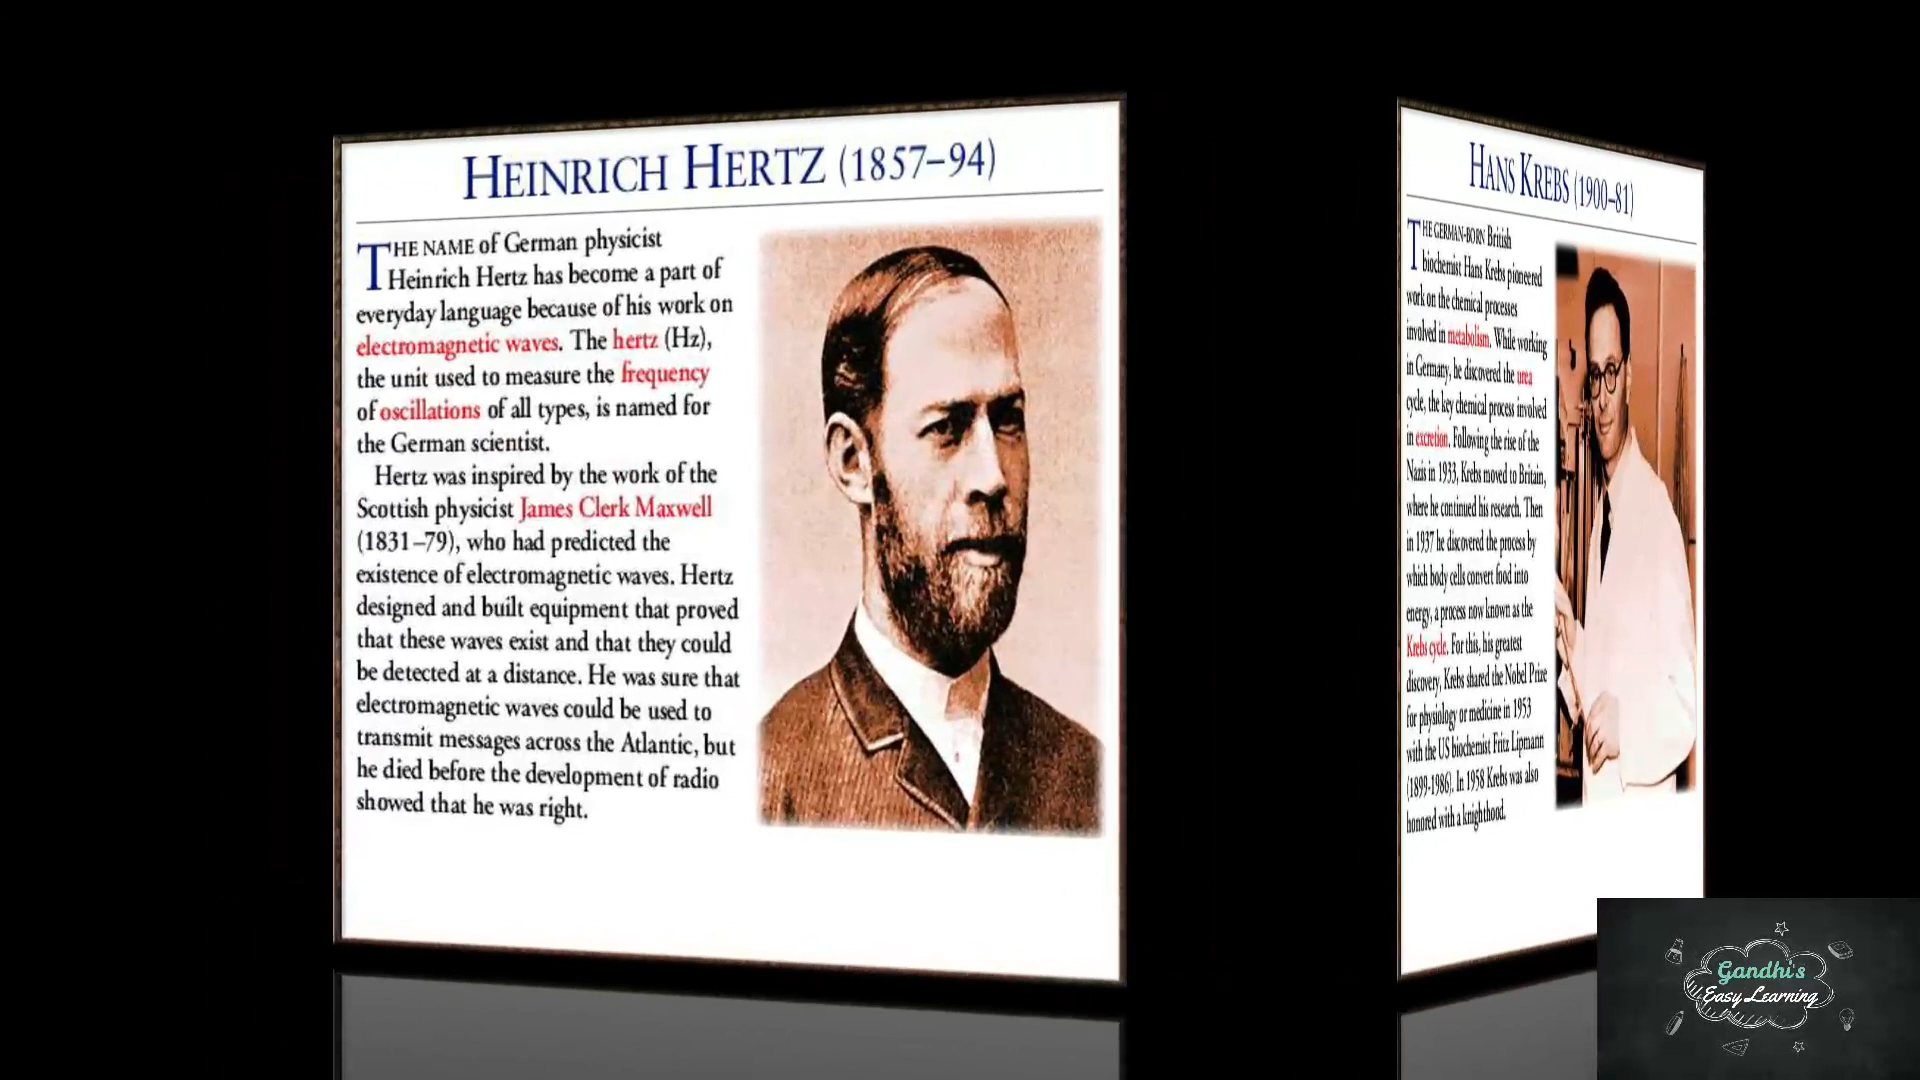 HEINRICH HERTZ (1857–94)
THE NAME of German physicist
Heinrich Hertz has become a part of
everyday language because of his work on
electromagnetic waves. The hertz (Hz),
the unit used to measure the frequency
of oscillations of all types, is named for
the German scientist.
Hertz was inspired by the work of the
Scottish physicist James Clerk Maxwell
(1831–79), who had predicted the
existence of electromagnetic waves. Hertz
designed and built equipment that proved
that these waves exist and that they could
be detected at a distance. He was sure that
electromagnetic waves could be used to
transmit messages across the Atlantic, but
he died before the development of radio
showed that he was right.
HANS KREBS (1900–81)
THE GERMAN-BORN British
biochemist Hans Krebs pioneered
work on the chemical processes
involved in metabolism. While working
in Germany, he discovered the urea
cycle, the key chemical process involved
in excretion. Following the rise of the
Nazis in 1933, Krebs moved to Britain,
where he continued his research. Then
in 1937 he discovered the process by
which body cells convert food into
energy, a process now known as the
Krebs cycle. For this, his greatest
discovery, Krebs shared the Nobel Prize
for physiology or medicine in 1953
with the US biochemist Fritz Lipmann
(1899-1986). In 1958 Krebs was also
honored with a knighthood.
Gandhi's
Easy Learning